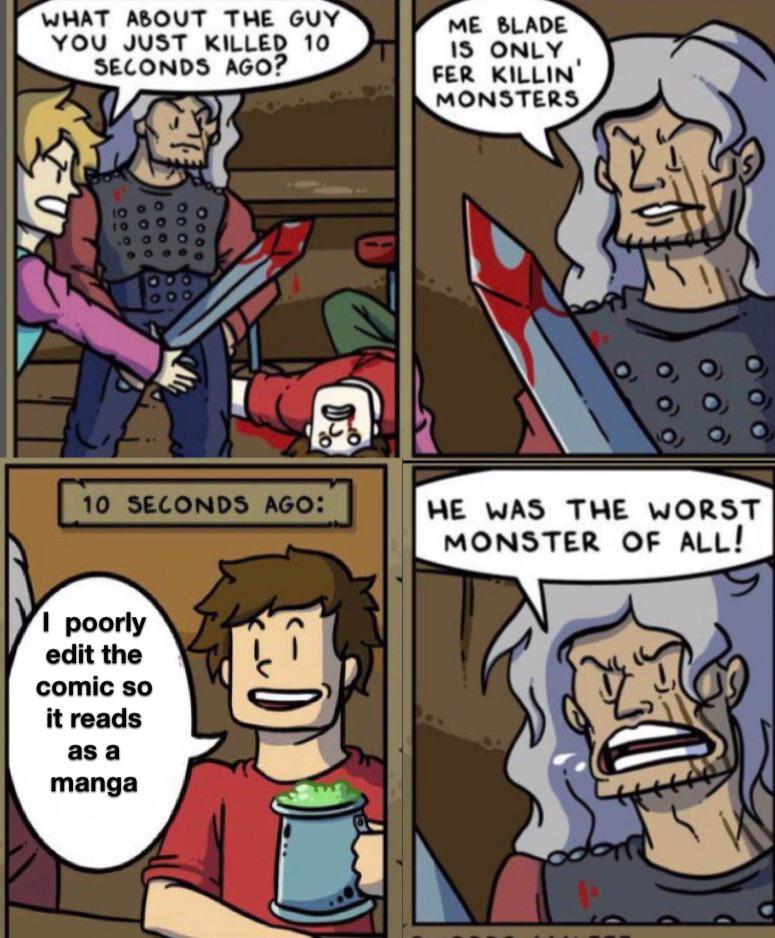 ME BLADE
IS ONLY
FER KILLIN'
MONSTERS
WHAT ABOUT THE GUY
YOU JUST KILLED 10
SECONDS AGO?
HE WAS THE WORST
MONSTER OF ALL!
10 SECONDS AGO:
I poorly
edit the
comic so
it reads
as a
manga